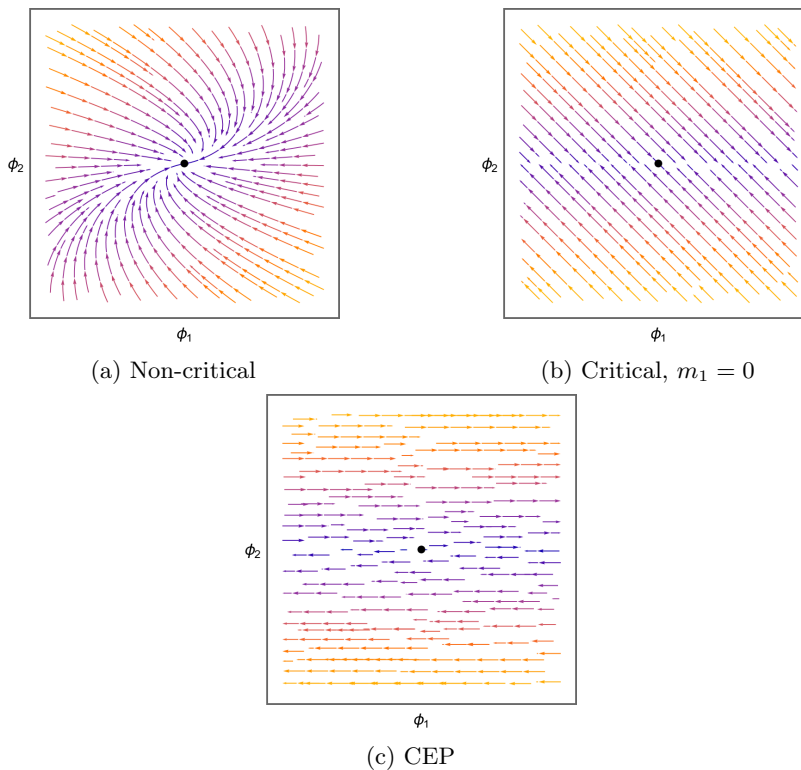 ϕ₂
ϕ₁
(a) Non-critical
ϕ₂
ϕ₁
(b) Critical, m₁ = 0
ϕ₂
ϕ₁
(c) CEP